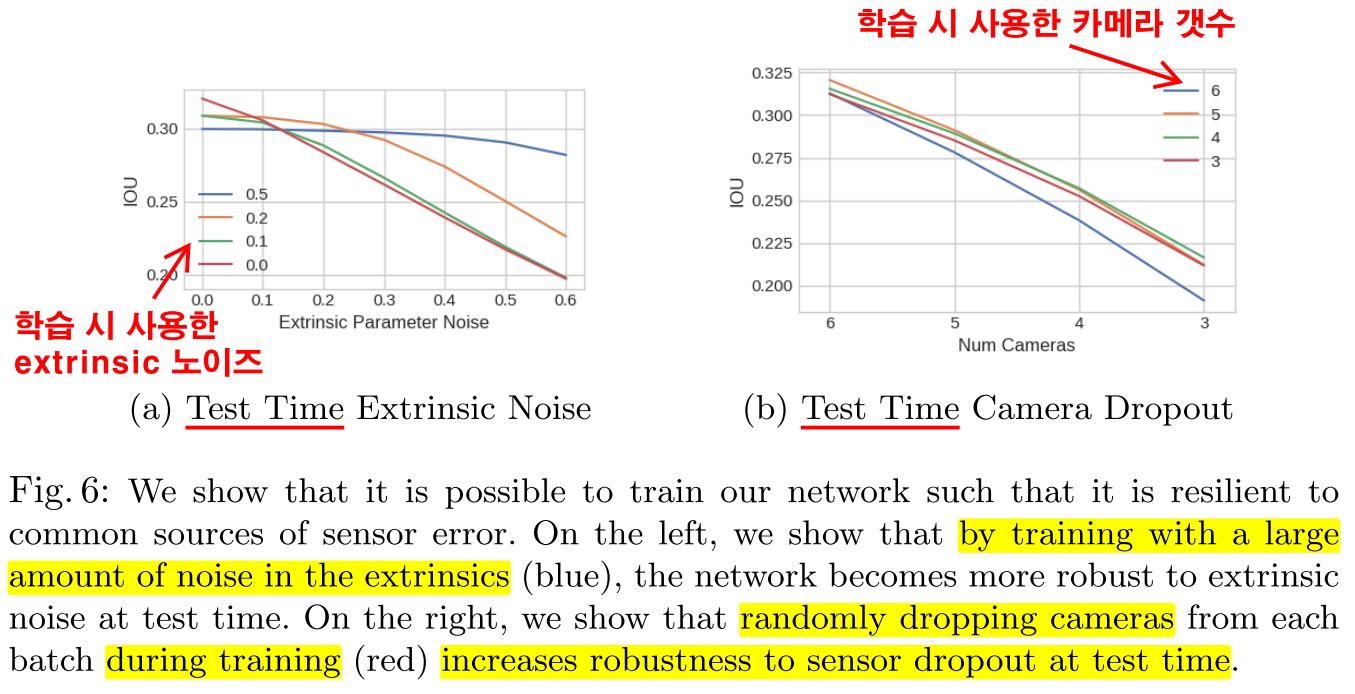 학습 시 사용한 카메라 갯수
IOU
0.30
0.25
0.20
0.5
0.2
0.1
0.0
0.0 0.1 0.2 0.3 0.4 0.5 0.6
Extrinsic Parameter Noise
학습 시 사용한
extrinsic 노이즈
(a) Test Time Extrinsic Noise
IOU
0.325
0.300
0.275
0.250
0.225
0.200
6
5
4
3
6 5 4 3
Num Cameras
(b) Test Time Camera Dropout
Fig. 6: We show that it is possible to train our network such that it is resilient to
common sources of sensor error. On the left, we show that by training with a large
amount of noise in the extrinsics (blue), the network becomes more robust to extrinsic
noise at test time. On the right, we show that randomly dropping cameras from each
batch during training (red) increases robustness to sensor dropout at test time.